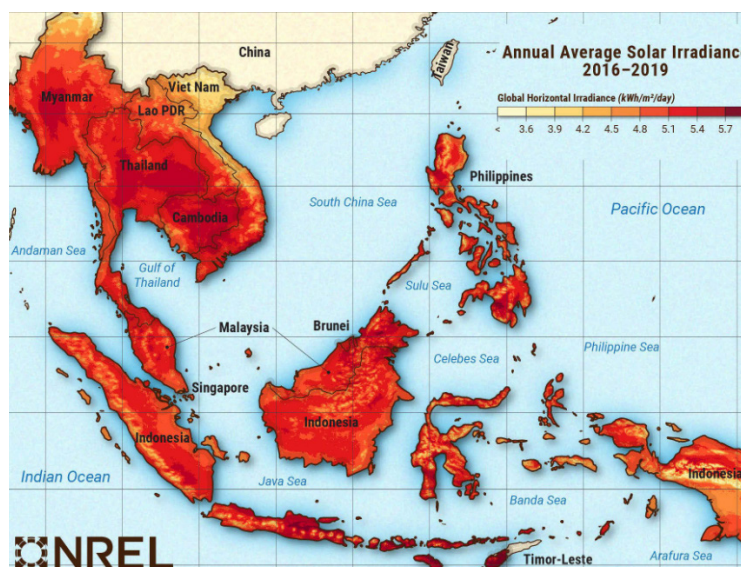 Annual Average Solar Irradianc
2016–2019
Global Horizontal Irradiance (kWh/m²/day)
< 3.6 3.9 4.2 4.5 4.8 5.1 5.4 5.7
China
Taiwan
Viet Nam
Myanmar
Lao PDR
Thailand
Philippines
South China Sea
Pacific Ocean
Cambodia
Andaman Sea
Gulf of
Thailand
Sulu Sea
Malaysia
Brunei
Philippine Sea
Celebes Sea
Singapore
Indonesia
Indonesia
Indonesia
Indian Ocean
Java Sea
Banda Sea
NREL
Timor-Leste
Arafura Sea